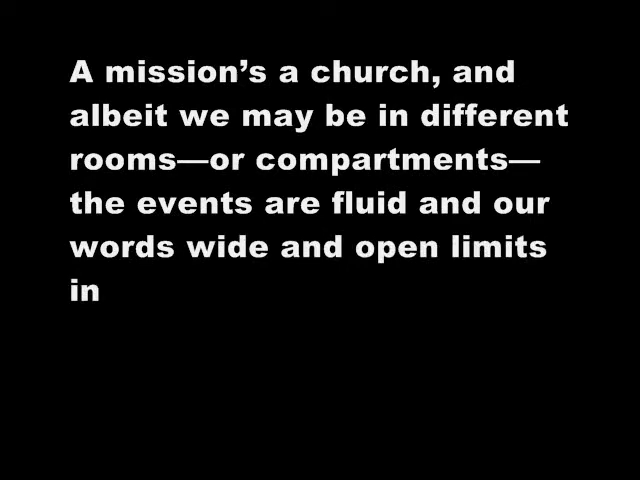 A mission’s a church, and
albeit we may be in different
rooms—or compartments—
the events are fluid and our
words wide and open limits
in